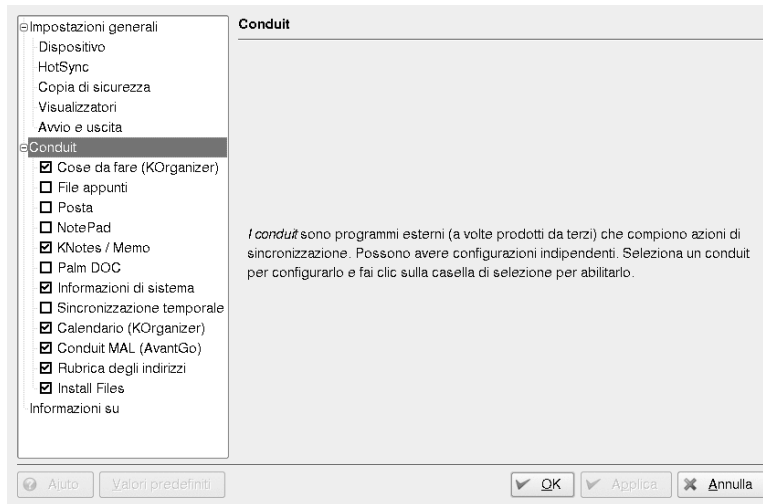 Impostazioni generali
Dispositivo
HotSync
Copia di sicurezza
Visualizzatori
Avvio e uscita
Conduit
Cose da fare (KOrganizer)
File appunti
Posta
NotePad
KNotes / Memo
Palm DOC
Informazioni di sistema
Sincronizzazione temporale
Calendario (KOrganizer)
Conduit MAL (AvantGo)
Rubrica degli indirizzi
Install Files
Informazioni su
Conduit
I conduit sono programmi esterni (a volte prodotti da terzi) che compiono azioni di
sincronizzazione. Possono avere configurazioni indipendenti. Seleziona un conduit
per configurarlo e fai clic sulla casella di selezione per abilitarlo.
Aiuto
Valori predefiniti
OK
Applica
Annulla